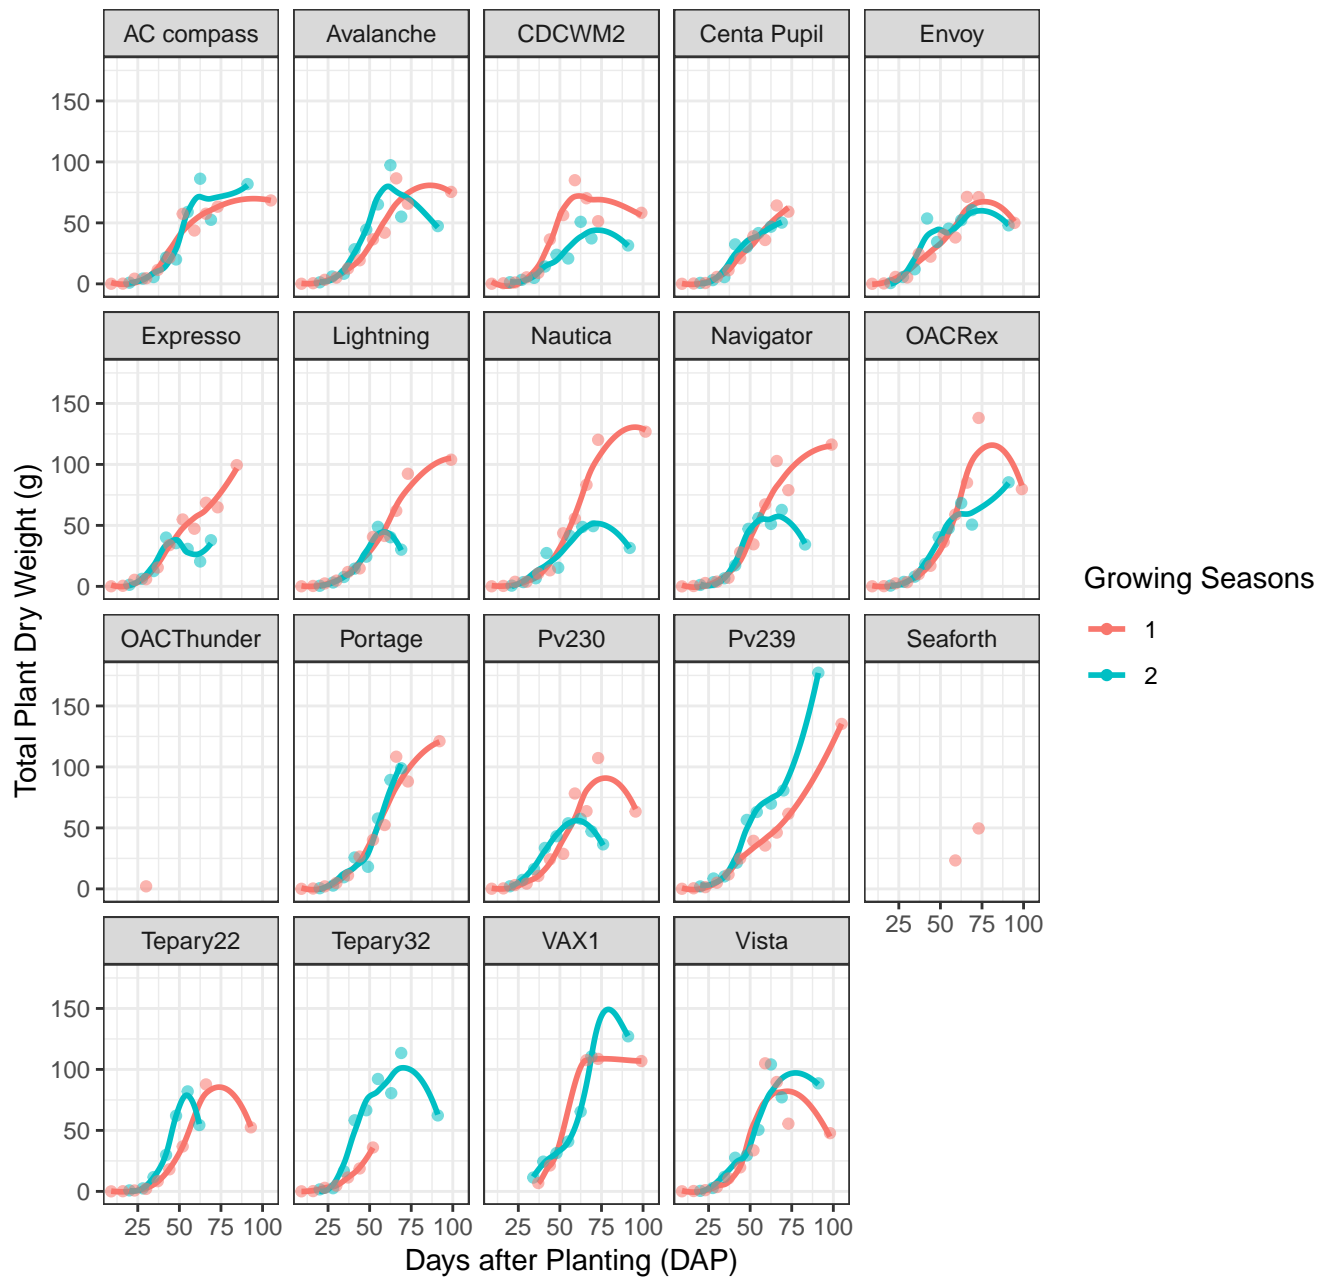 AC compass Avalanche CDCWM2 Centa Pupil Envoy
150
100
50
0
Expresso Lightning Nautica Navigator OACRex
150
100
50
0
OACThunder Portage Pv230 Pv239 Seaforth
150
100
50
0
25 50 75 100
Tepary22 Tepary32 VAX1 Vista
150
100
50
0
25 50 75 100 25 50 75 100 25 50 75 100 25 50 75 100
Days after Planting (DAP)
Total Plant Dry Weight (g)
Growing Seasons
1
2